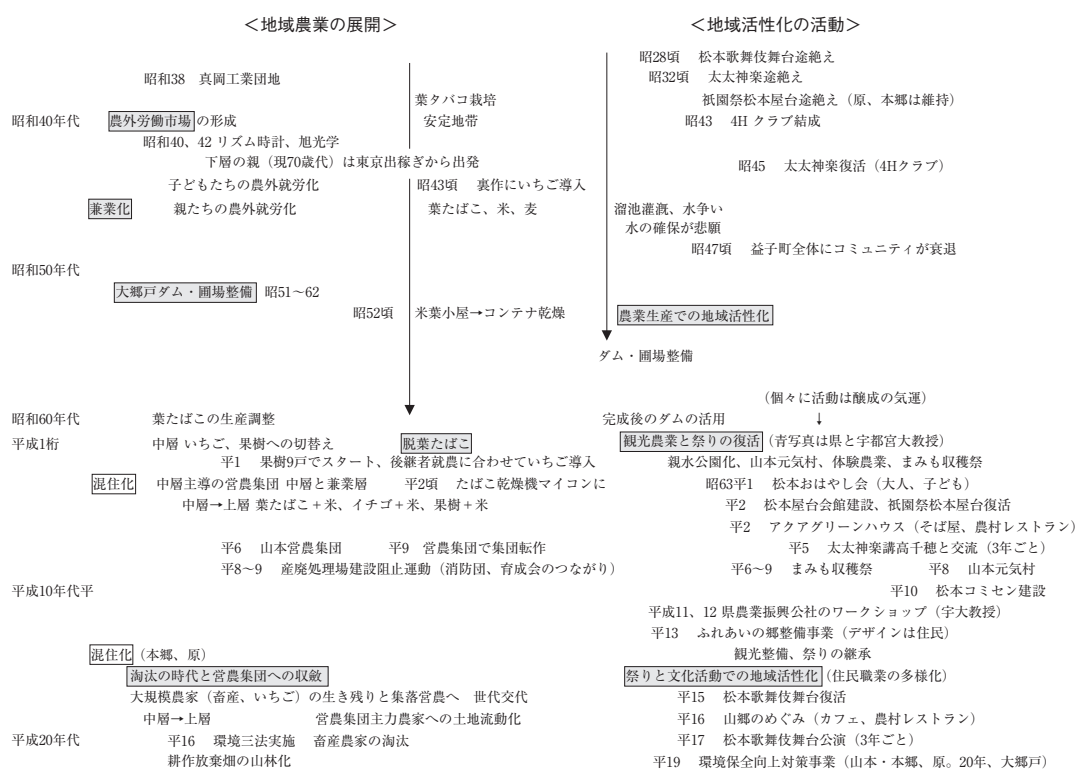 ＜地域農業の展開＞
昭和38　真岡工業団地
葉タバコ栽培
安定地帯
昭和40年代　農外労働市場の形成
昭和40、42 リズム時計、旭光学
下層の親（現70歳代）は東京出稼ぎから出発
子どもたちの農外就労化　昭和43頃　裏作にいちご導入
兼業化　親たちの農外就労化　葉たばこ、米、麦
昭和50年代
大郷戸ダム・圃場整備　昭51～62
昭52頃　米葉小屋→コンテナ乾燥
昭和60年代　葉たばこの生産調整
平成1桁　中層 いちご、果樹への切替え　脱葉たばこ
平1　果樹9戸でスタート、後継者就農に合わせていちご導入
混住化　中層主導の営農集団 中層と兼業層　平2頃　たばこ乾燥機マイコンに
中層→上層 葉たばこ＋米、イチゴ＋米、果樹＋米
平6　山本営農集団　平9　営農集団で集団転作
平8～9　産廃処理場建設阻止運動（消防団、育成会のつながり）
平成10年代平
混住化（本郷、原）
淘汰の時代と営農集団への収斂
大規模農家（畜産、いちご）の生き残りと集落営農へ　世代交代
中層→上層　営農集団主力農家への土地流動化
平成20年代　平16　環境三法実施　畜産農家の淘汰
耕作放棄畑の山林化
＜地域活性化の活動＞
昭28頃　松本歌舞伎舞台途絶え
昭32頃　太太神楽途絶え
祇園祭松本屋台途絶え（原、本郷は維持）
昭43　4H クラブ結成
昭45　太太神楽復活（4Hクラブ）
溜池灌漑、水争い
水の確保が悲願
昭47頃　益子町全体にコミュニティが衰退
農業生産での地域活性化
ダム・圃場整備
（個々に活動は醸成の気運）
完成後のダムの活用　↓
観光農業と祭りの復活（青写真は県と宇都宮大教授）
親水公園化、山本元気村、体験農業、まみも収穫祭
昭63平1　松本おはやし会（大人、子ども）
平2　松本屋台会館建設、祇園祭松本屋台復活
平2　アクアグリーンハウス（そば屋、農村レストラン）
平5　太太神楽講高千穂と交流（3年ごと）
平6～9　まみも収穫祭　平8　山本元気村
平10　松本コミセン建設
平成11、12 県農業振興公社のワークショップ（宇大教授）
平13　ふれあいの郷整備事業（デザインは住民）
観光整備、祭りの継承
祭りと文化活動での地域活性化（住民職業の多様化）
平15　松本歌舞伎舞台復活
平16　山郷のめぐみ（カフェ、農村レストラン）
平17　松本歌舞伎舞台公演（3年ごと）
平19　環境保全向上対策事業（山本・本郷、原。20年、大郷戸）